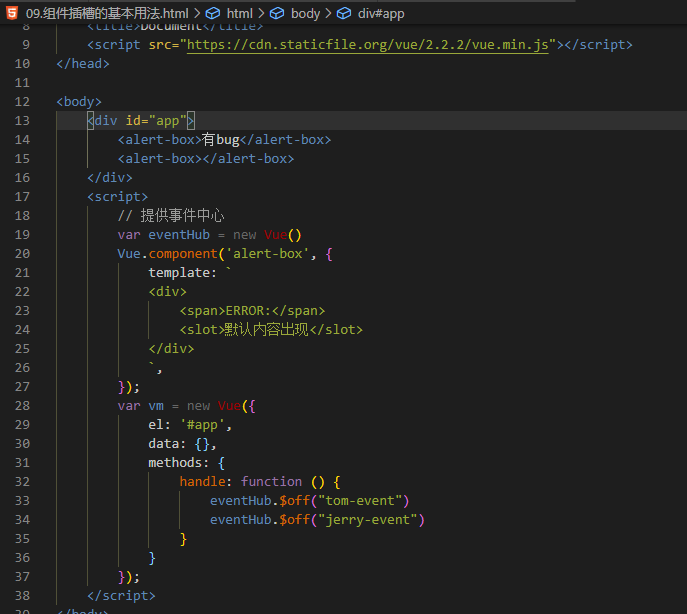 09.组件插槽的基本用法.html > html > body > div#app
8 <title>Document</title>
9 <script src="https://cdn.staticfile.org/vue/2.2.2/vue.min.js"></script>
10 </head>
11
12 <body>
13 <div id="app">
14 <alert-box>有bug</alert-box>
15 <alert-box></alert-box>
16 </div>
17 <script>
18 // 提供事件中心
19 var eventHub = new Vue()
20 Vue.component('alert-box', {
21 template: `
22 <div>
23 <span>ERROR:</span>
24 <slot>默认内容出现</slot>
25 </div>
26 `,
27 });
28 var vm = new Vue({
29 el: '#app',
30 data: {},
31 methods: {
32 handle: function () {
33 eventHub.$off("tom-event")
34 eventHub.$off("jerry-event")
35 }
36 }
37 });
38 </script>
39 </body>